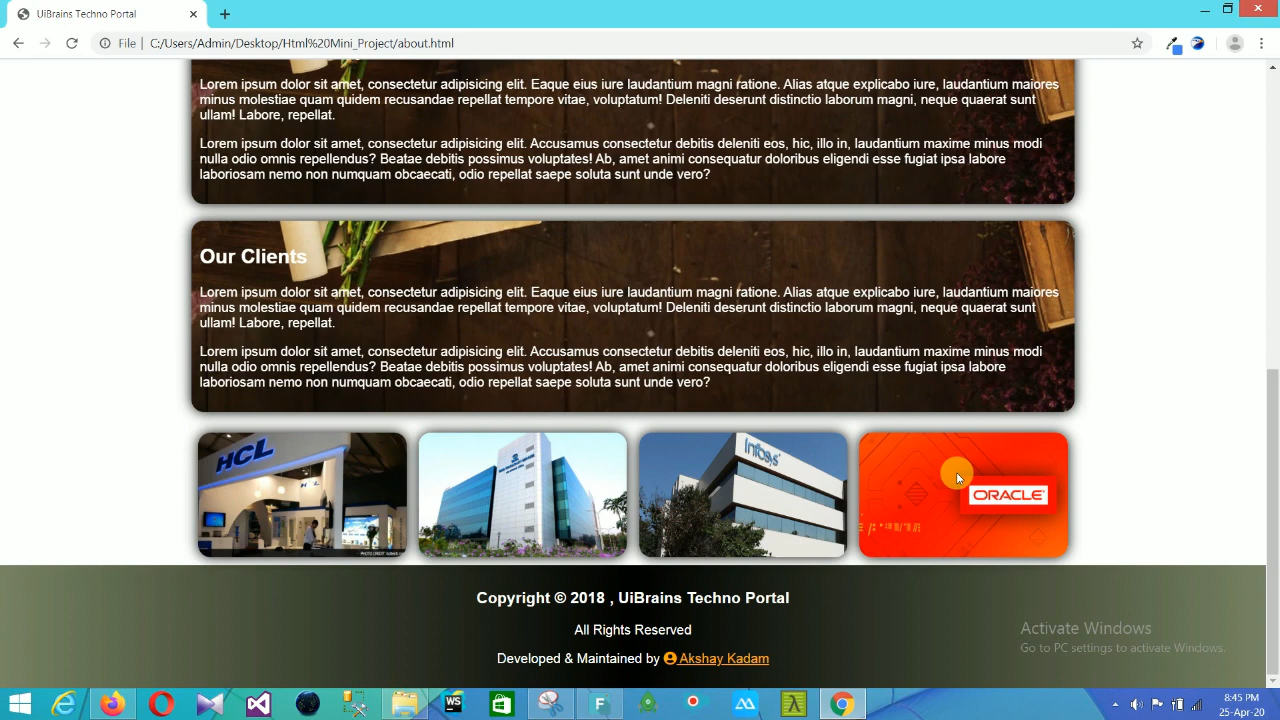 UiBrains Techno Portal
File | C:/Users/Admin/Desktop/Html%20Mini_Project/about.html
Lorem ipsum dolor sit amet, consectetur adipisicing elit. Eaque eius iure laudantium magni ratione. Alias atque explicabo iure, laudantium maiores
minus molestiae quam quidem recusandae repellat tempore vitae, voluptatum! Deleniti deserunt distinctio laborum magni, neque quaerat sunt
ullam! Labore, repellat.
Lorem ipsum dolor sit amet, consectetur adipisicing elit. Accusamus consectetur debitis deleniti eos, hic, illo in, laudantium maxime minus modi
nulla odio omnis repellendus? Beatae debitis possimus voluptates! Ab, amet animi consequatur doloribus eligendi esse fugiat ipsa labore
laboriosam nemo non numquam obcaecati, odio repellat saepe soluta sunt unde vero?
Our Clients
Lorem ipsum dolor sit amet, consectetur adipisicing elit. Eaque eius iure laudantium magni ratione. Alias atque explicabo iure, laudantium maiores
minus molestiae quam quidem recusandae repellat tempore vitae, voluptatum! Deleniti deserunt distinctio laborum magni, neque quaerat sunt
ullam! Labore, repellat.
Lorem ipsum dolor sit amet, consectetur adipisicing elit. Accusamus consectetur debitis deleniti eos, hic, illo in, laudantium maxime minus modi
nulla odio omnis repellendus? Beatae debitis possimus voluptates! Ab, amet animi consequatur doloribus eligendi esse fugiat ipsa labore
laboriosam nemo non numquam obcaecati, odio repellat saepe soluta sunt unde vero?
HCL
Infosys
ORACLE
Copyright © 2018 , UiBrains Techno Portal
All Rights Reserved
Developed & Maintained by Akshay Kadam
Activate Windows
Go to PC settings to activate Windows.
WS
8:45 PM
25-Apr-20